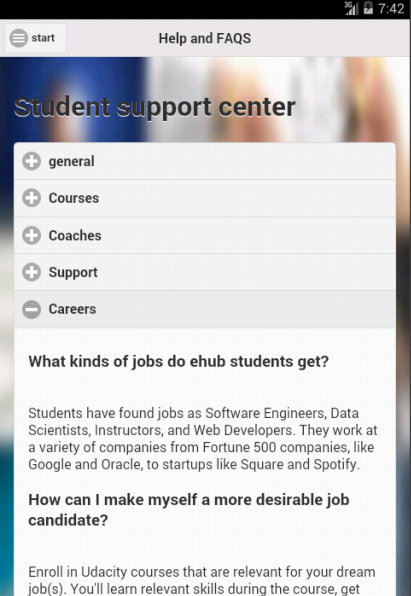 3G 7:42
start Help and FAQS
Student support center
general
Courses
Coaches
Support
Careers
What kinds of jobs do ehub students get?
Students have found jobs as Software Engineers, Data
Scientists, Instructors, and Web Developers. They work at
a variety of companies from Fortune 500 companies, like
Google and Oracle, to startups like Square and Spotify.
How can I make myself a more desirable job
candidate?
Enroll in Udacity courses that are relevant for your dream
job(s). You'll learn relevant skills during the course, get